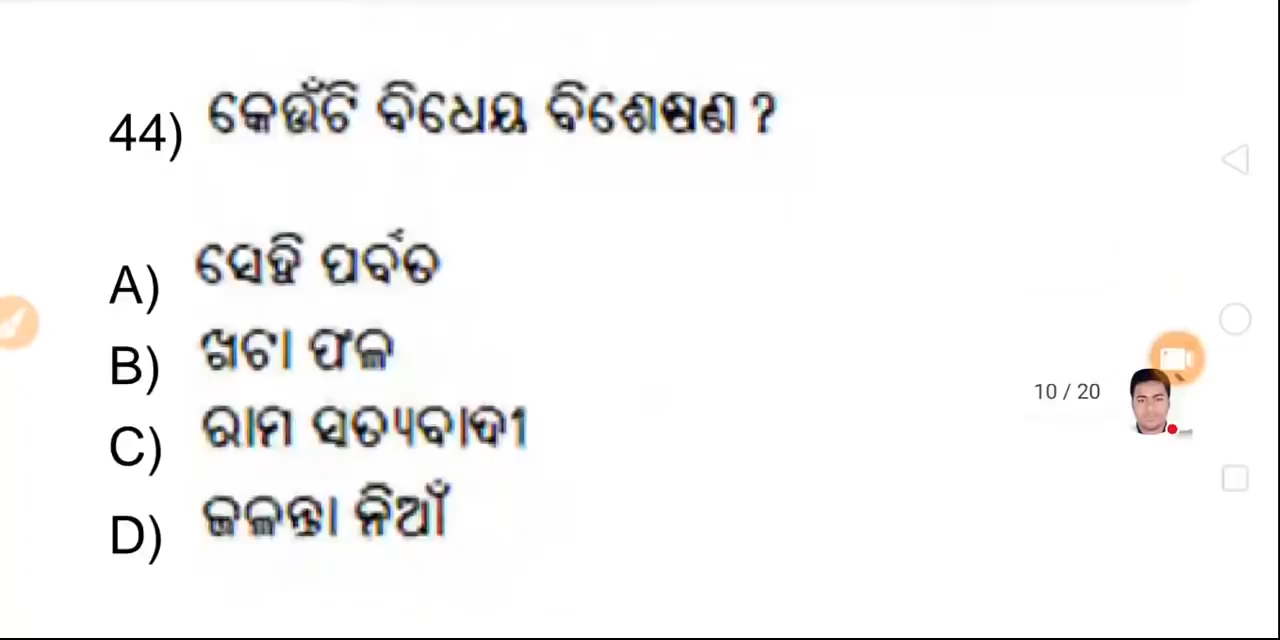 44) କେଉଁଟି ବିଧେୟ ବିଶେଷଣ ?
A) ସେହି ପର୍ବତ
B) ଖଟା ଫଳ
C) ରାମ ସତ୍ୟବାଦୀ
D) ଜଳନ୍ତା ନିଆଁ
10 / 20